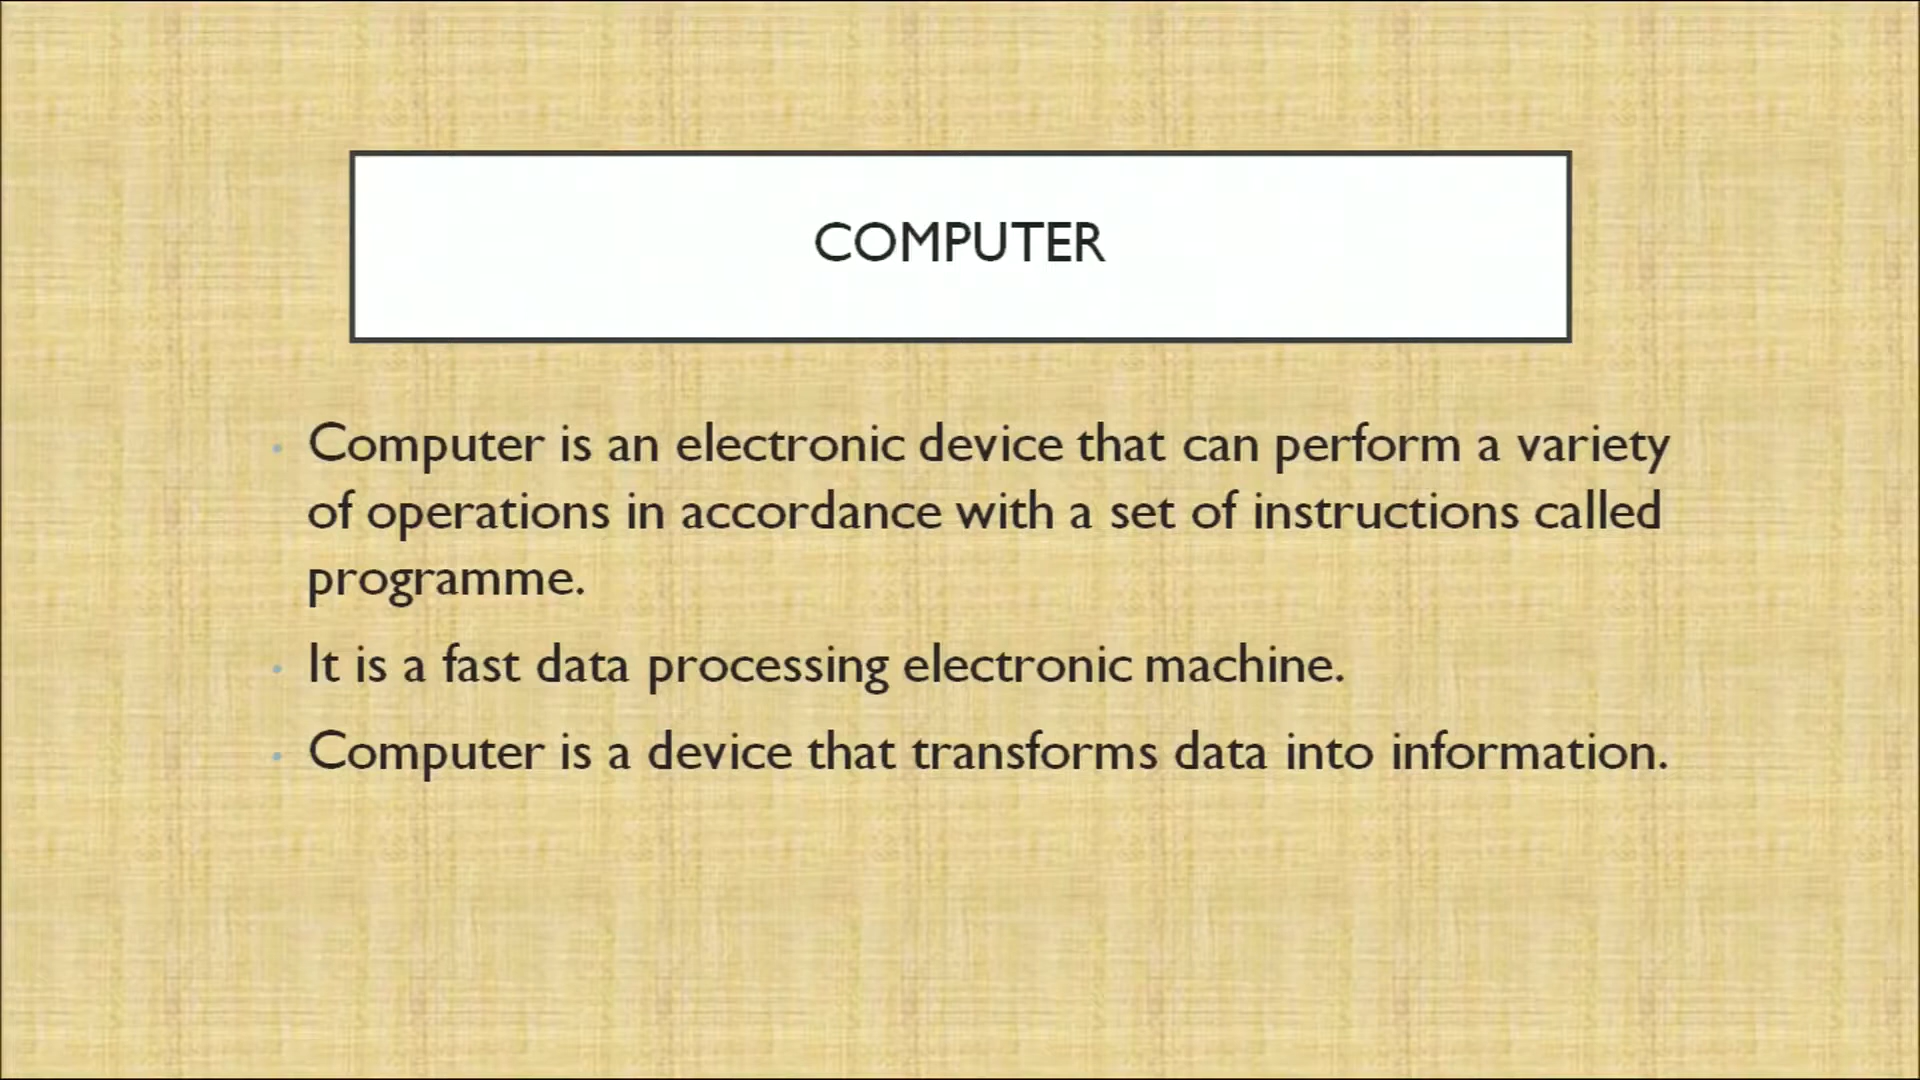 COMPUTER
Computer is an electronic device that can perform a variety
of operations in accordance with a set of instructions called
programme.
It is a fast data processing electronic machine.
Computer is a device that transforms data into information.